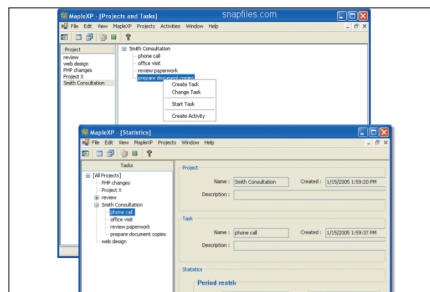 MapleXP - [Projects and Tasks]
snapfiles.com
File Edit View MapleXP Projects Activities Window Help
Project
review
web design
PHP changes
Project X
Smith Consultation
Smith Consultation
phone call
office visit
review paperwork
prepare document copies
Create Task
Change Task
Start Task
Create Activity
MapleXP - [Statistics]
File Edit View MapleXP Projects Window Help
Tasks
[All Projects]
PHP changes
Project X
review
Smith Consultation
phone call
office visit
review paperwork
prepare document copies
web design
Project
Name: Smith Consultation Created: 1/15/2005 1:59:20 PM
Description:
Task
Name: phone call Created: 1/15/2005 1:59:37 PM
Description:
Statistics
Period restri